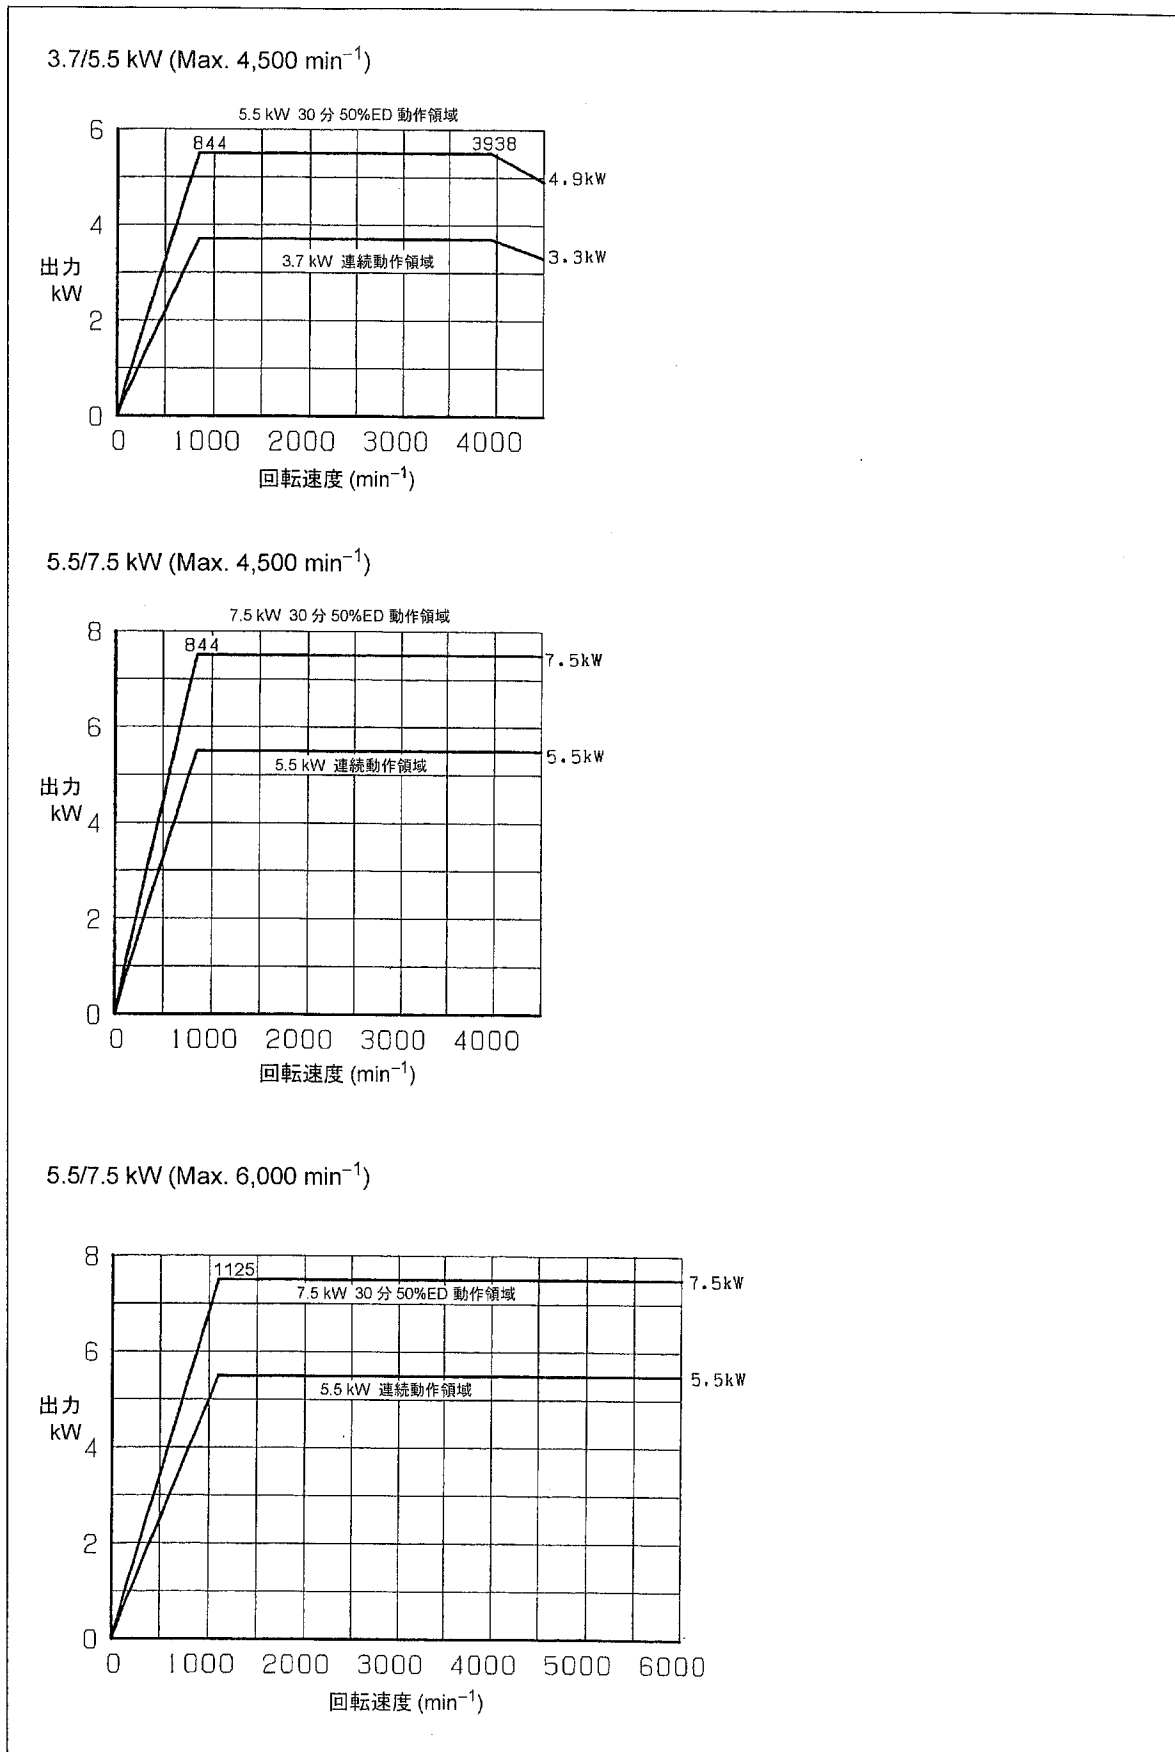 3.7/5.5 kW (Max. 4,500 min⁻¹)
5.5 kW 30 分 50%ED 動作領域
6
844
3938
4.9kW
4
3.7 kW 連続動作領域
3.3kW
出力
kW
2
0
0 1000 2000 3000 4000
回転速度 (min⁻¹)
5.5/7.5 kW (Max. 4,500 min⁻¹)
7.5 kW 30 分 50%ED 動作領域
8
844
7.5kW
6
5.5 kW 連続動作領域
5.5kW
出力
kW
4
2
0
0 1000 2000 3000 4000
回転速度 (min⁻¹)
5.5/7.5 kW (Max. 6,000 min⁻¹)
8
1125
7.5kW
7.5 kW 30 分 50%ED 動作領域
6
5.5 kW 連続動作領域
5.5kW
出力
kW
4
2
0
0 1000 2000 3000 4000 5000 6000
回転速度 (min⁻¹)